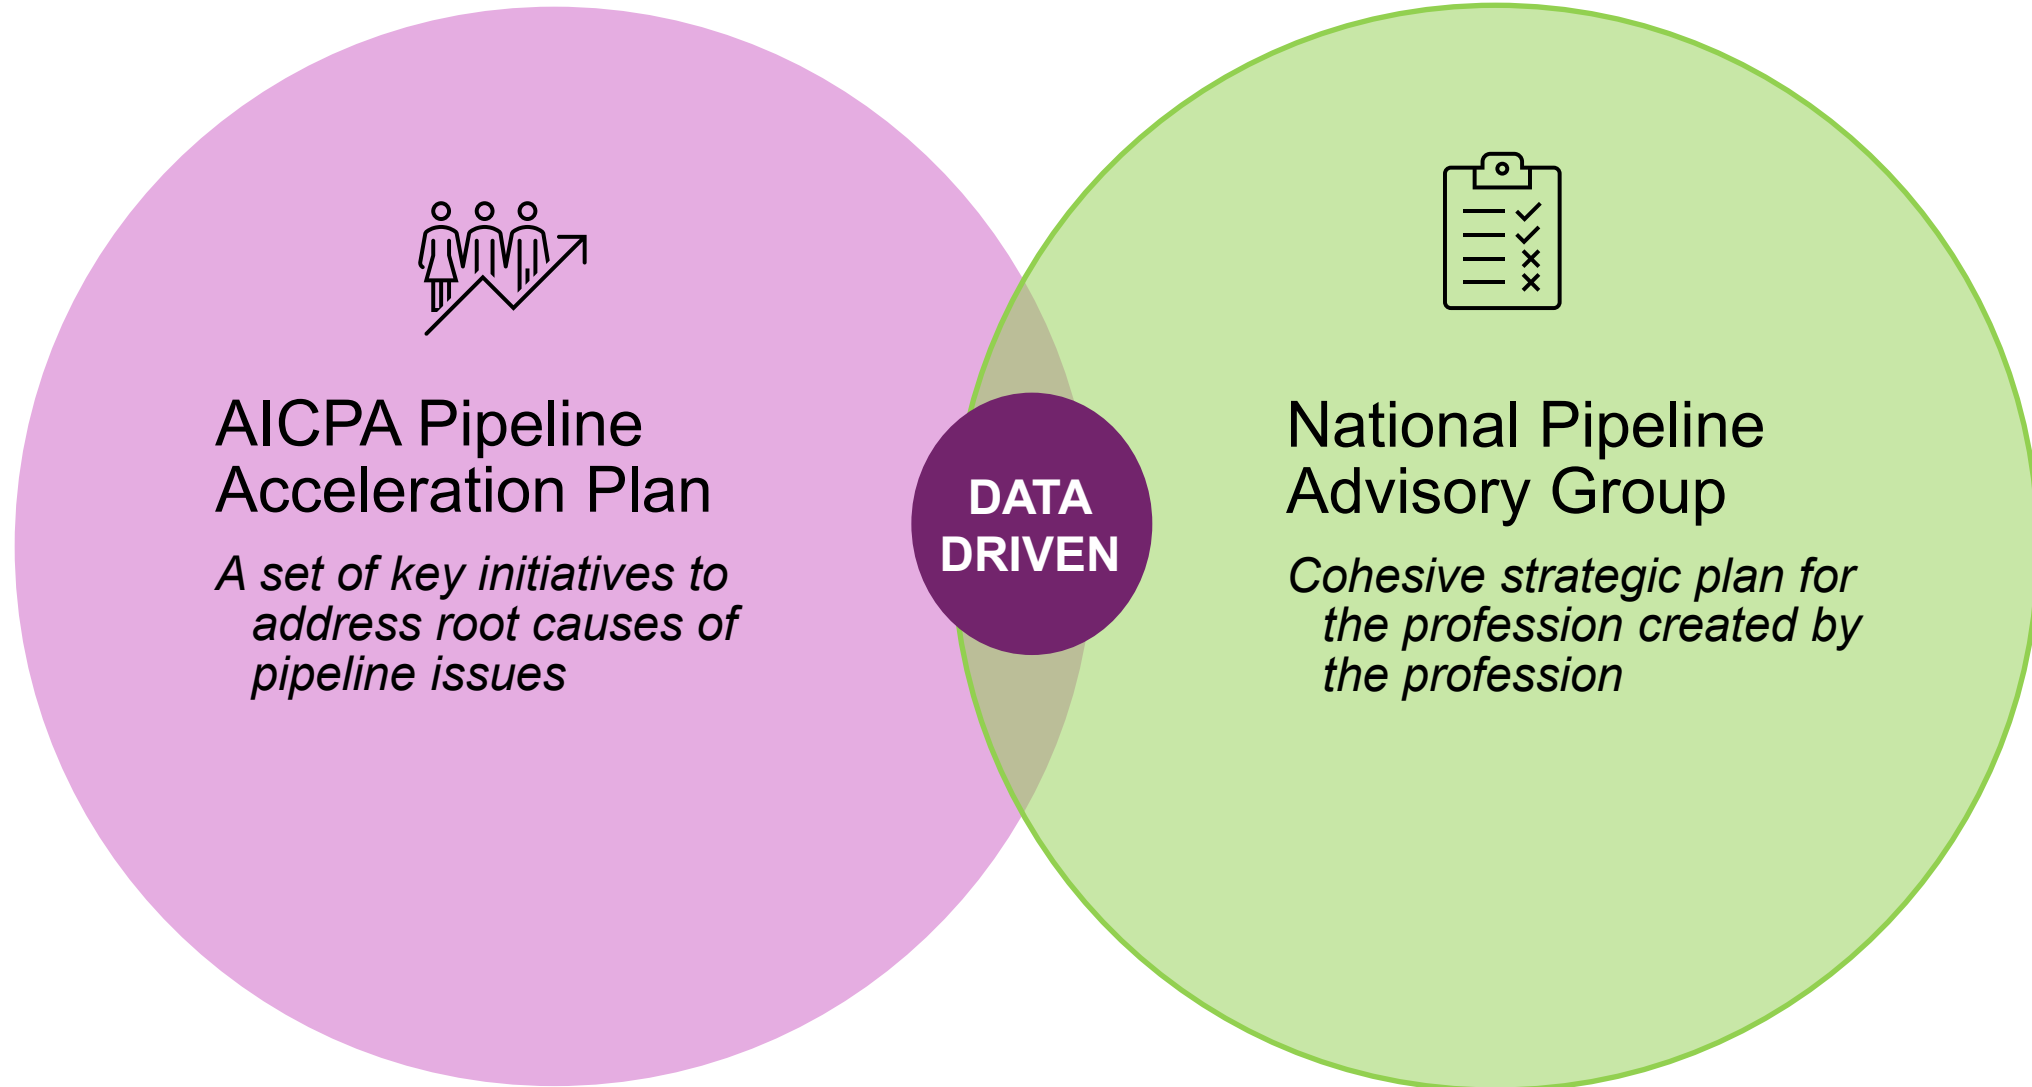 AICPA Pipeline
Acceleration Plan
A set of key initiatives to
address root causes of
pipeline issues
DATA
DRIVEN
National Pipeline
Advisory Group
Cohesive strategic plan for
the profession created by
the profession